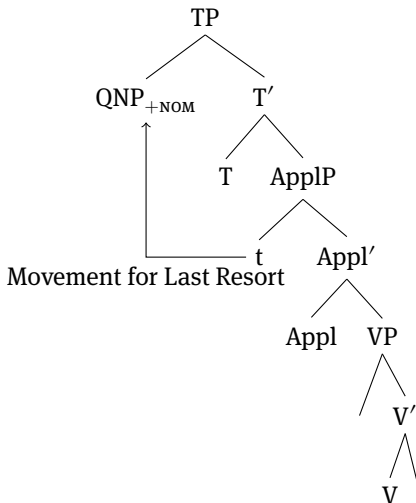 TP
QNP+NOM T′
T ApplP
t Appl′
Movement for Last Resort
Appl VP
V′
V